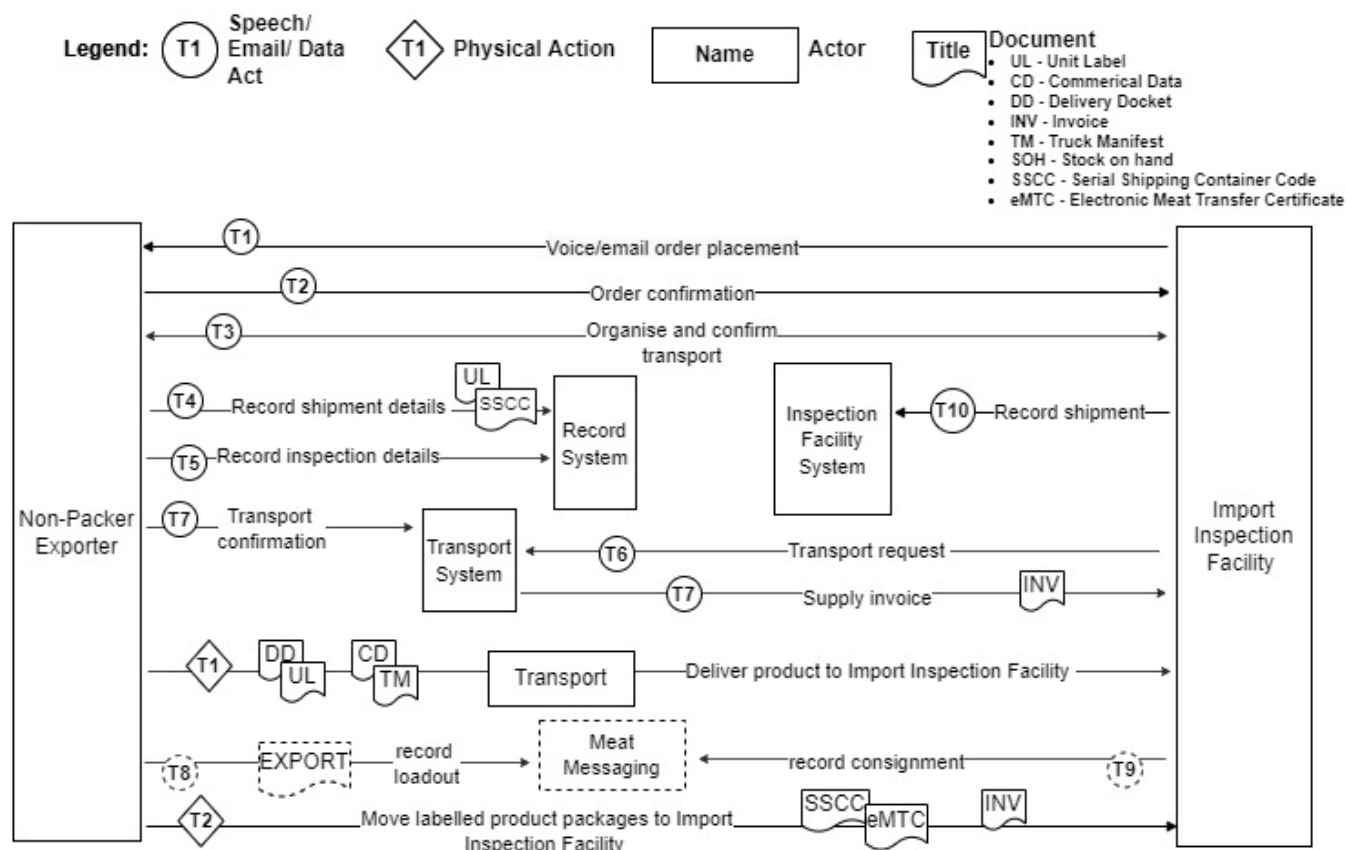 Legend:
T1
Speech/
Email/ Data
Act
T1
Physical Action
Name
Actor
Title
Document
• UL - Unit Label
• CD - Commerical Data
• DD - Delivery Docket
• INV - Invoice
• TM - Truck Manifest
• SOH - Stock on hand
• SSCC - Serial Shipping Container Code
• eMTC - Electronic Meat Transfer Certificate
Non-Packer
Exporter
Import
Inspection
Facility
T1
Voice/email order placement
T2
Order confirmation
T3
Organise and confirm
transport
T4
Record shipment details
UL
SSCC
Record
System
Inspection
Facility
System
T10
Record shipment
T5
Record inspection details
T7
Transport
confirmation
Transport
System
T6
Transport request
T7
Supply invoice
INV
T1
DD
UL
CD
TM
Transport
Deliver product to Import Inspection Facility
T8
EXPORT
record
loadout
Meat
Messaging
record consignment
T9
T2
Move labelled product packages to Import
Inspection Facility
SSCC
eMTC
INV